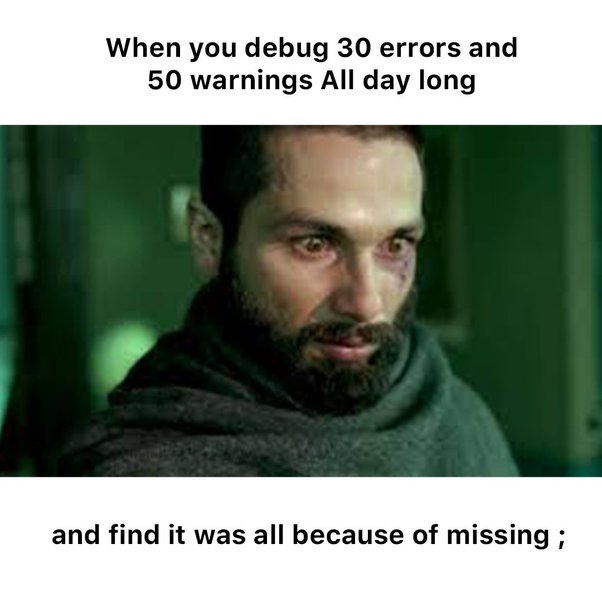 When you debug 30 errors and
50 warnings All day long
and find it was all because of missing ;